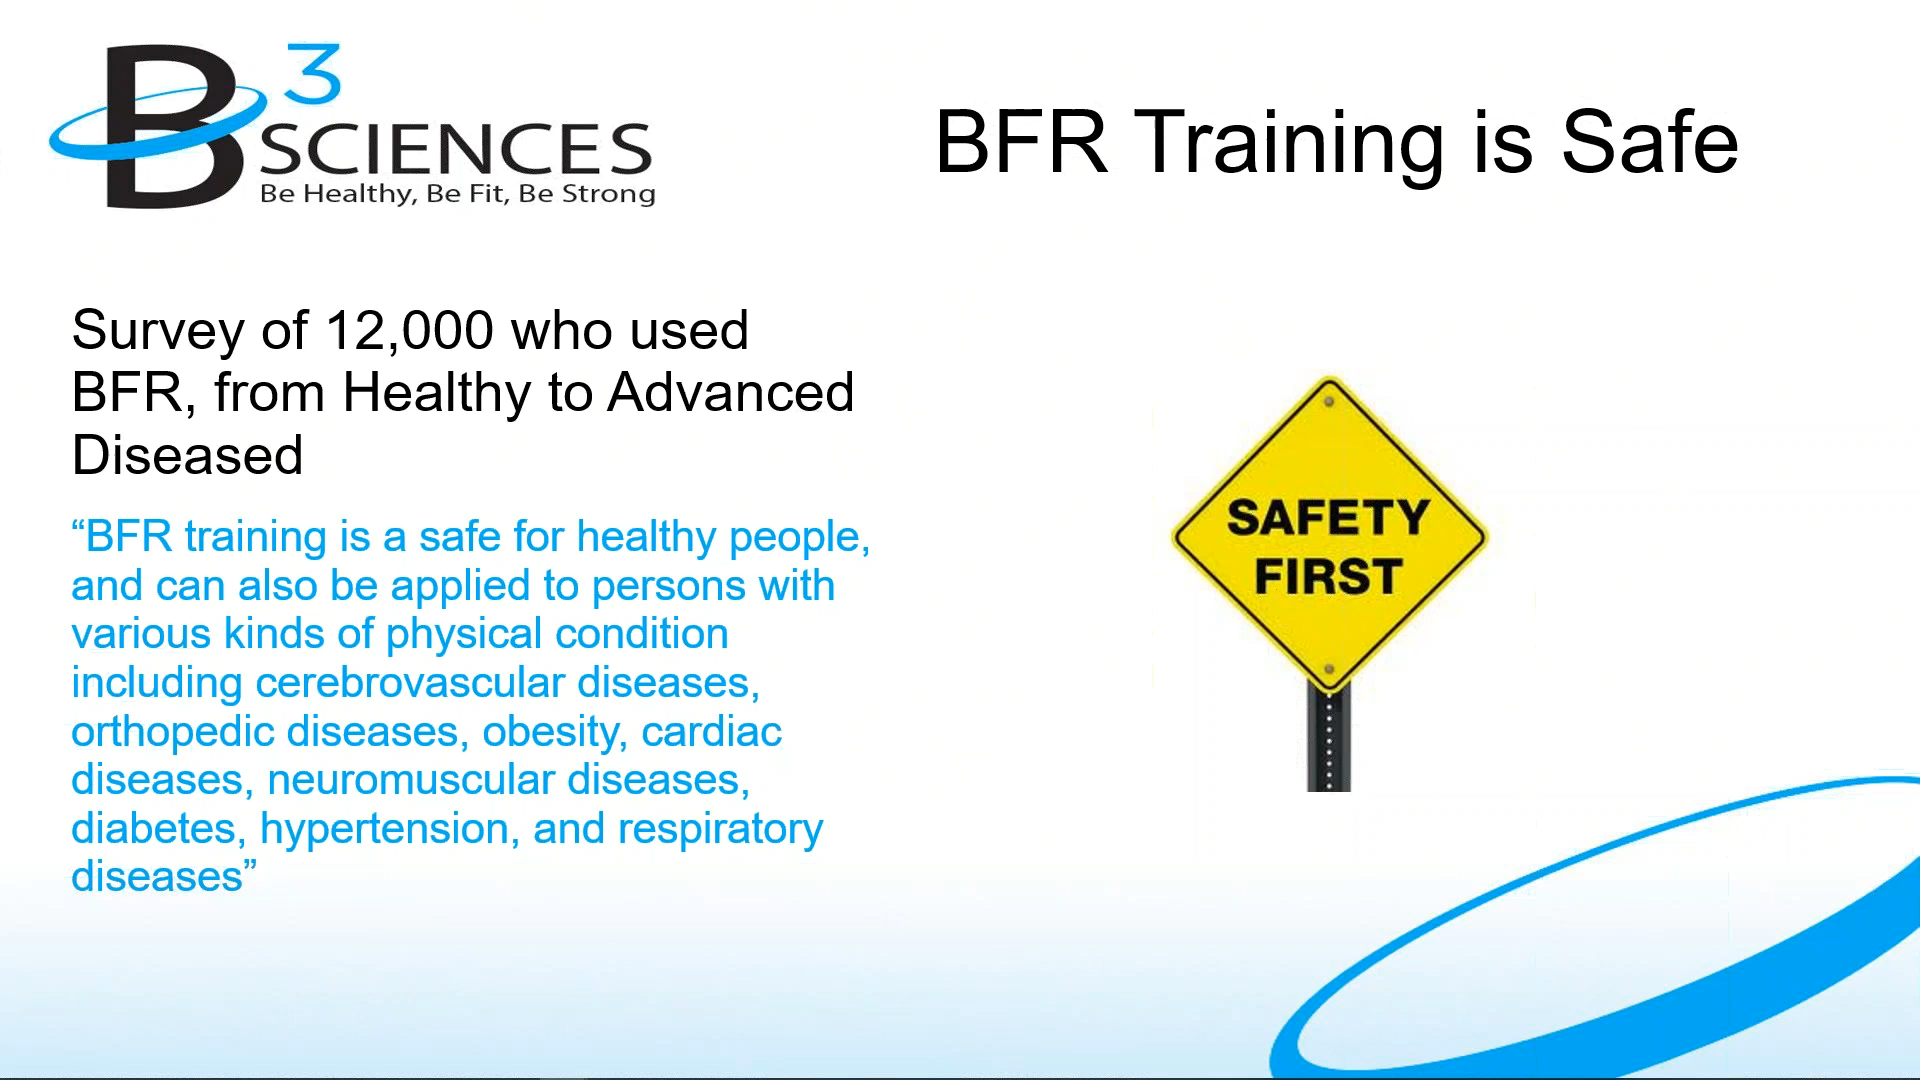 B3 SCIENCES
Be Healthy, Be Fit, Be Strong
BFR Training is Safe
Survey of 12,000 who used
BFR, from Healthy to Advanced
Diseased
“BFR training is a safe for healthy people,
and can also be applied to persons with
various kinds of physical condition
including cerebrovascular diseases,
orthopedic diseases, obesity, cardiac
diseases, neuromuscular diseases,
diabetes, hypertension, and respiratory
diseases”
SAFETY
FIRST